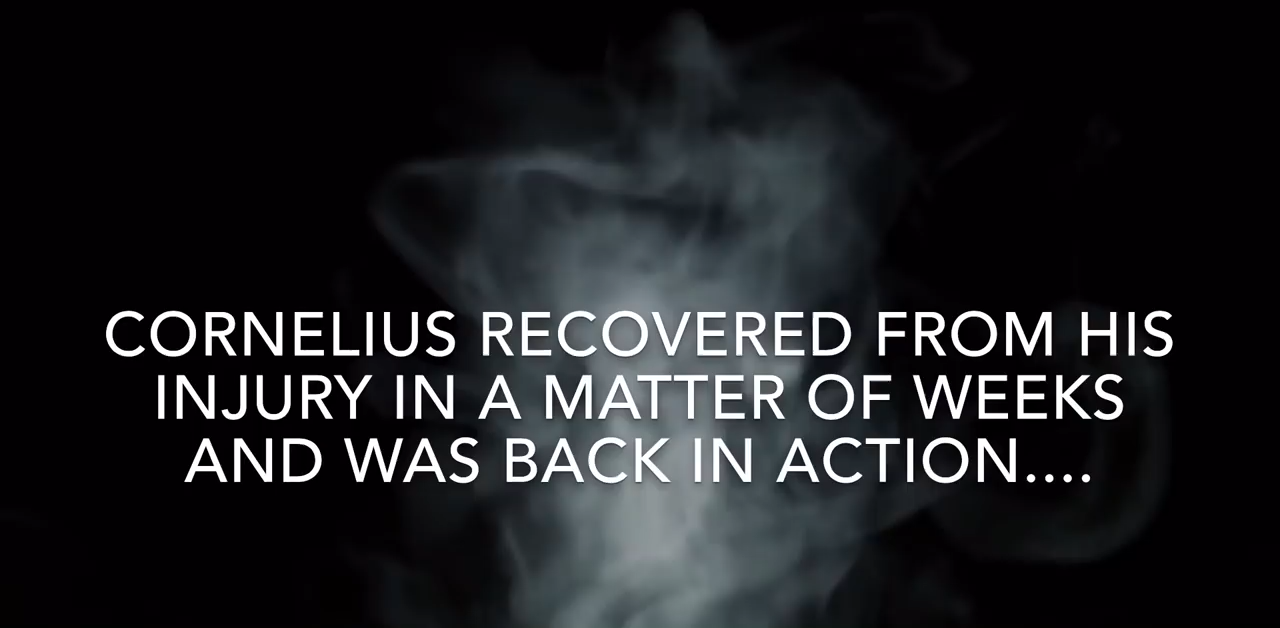 CORNELIUS RECOVERED FROM HIS
INJURY IN A MATTER OF WEEKS
AND WAS BACK IN ACTION....